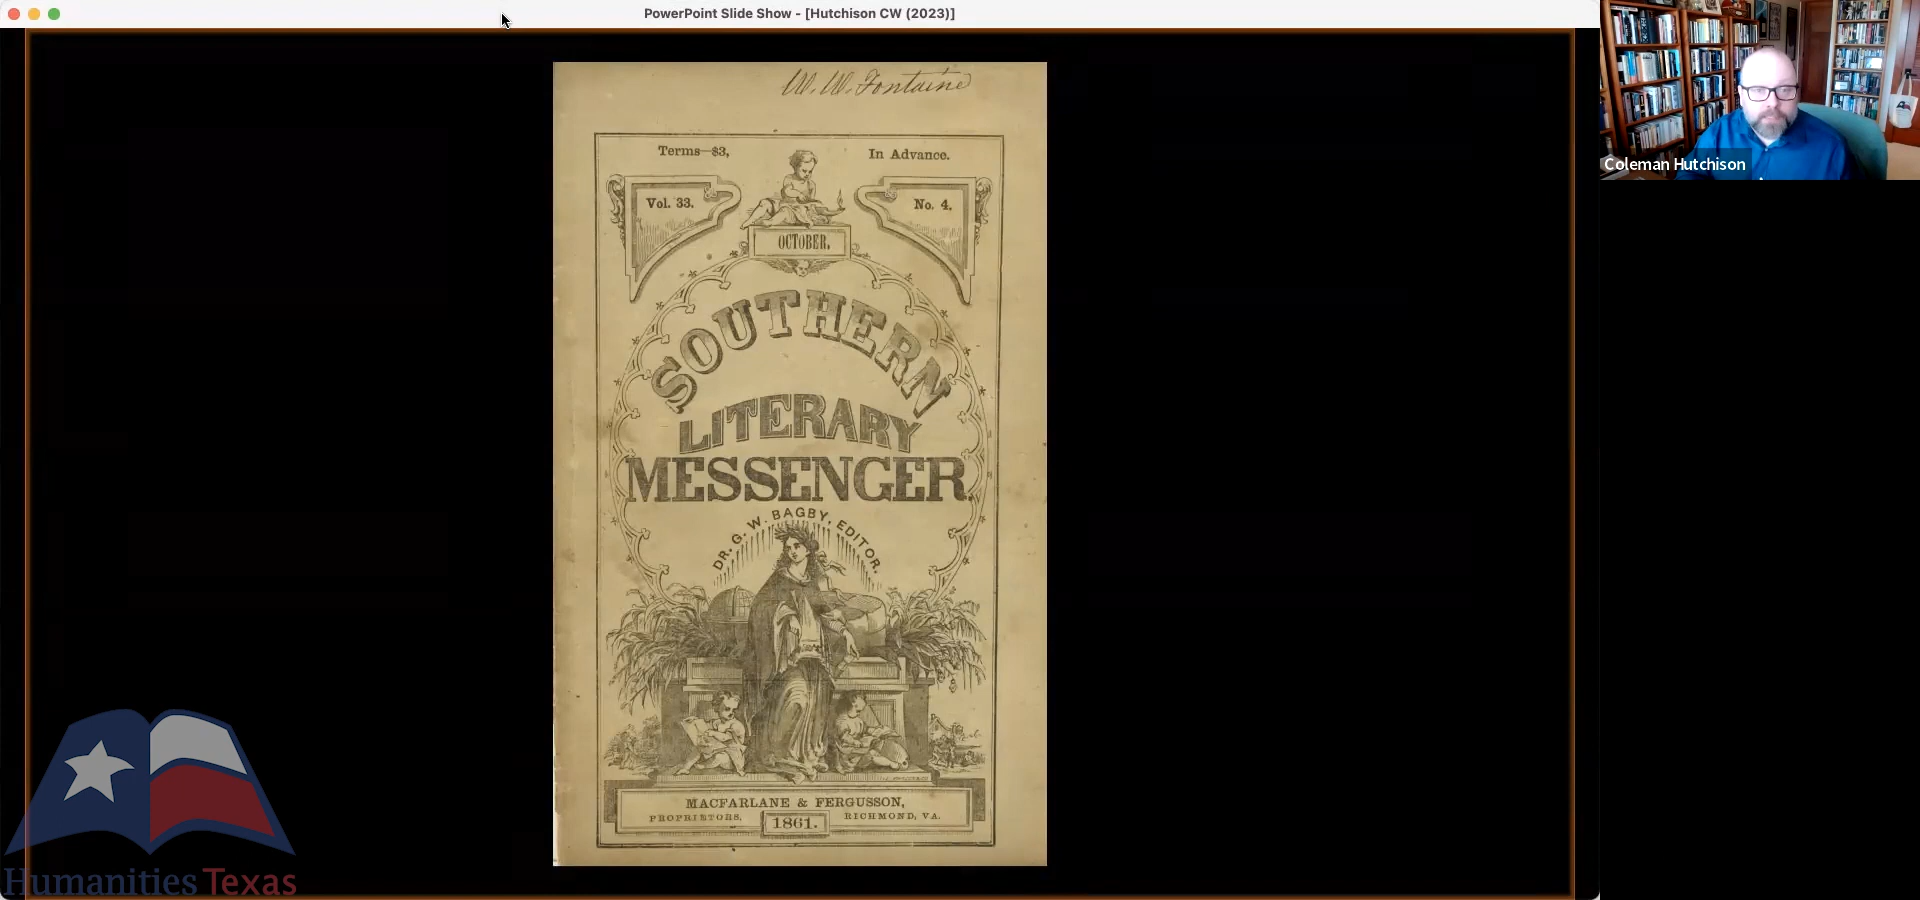 PowerPoint Slide Show - [Hutchison CW (2023)]
W. W. Fontaine
Terms—$3,
In Advance.
Vol. 33.
No. 4.
OCTOBER.
SOUTHERN
LITERARY
MESSENGER.
DR. G. W. BAGBY, EDITOR.
MACFARLANE & FERGUSSON,
PROPRIETORS.
RICHMOND, VA.
1861.
Humanities Texas
Coleman Hutchison